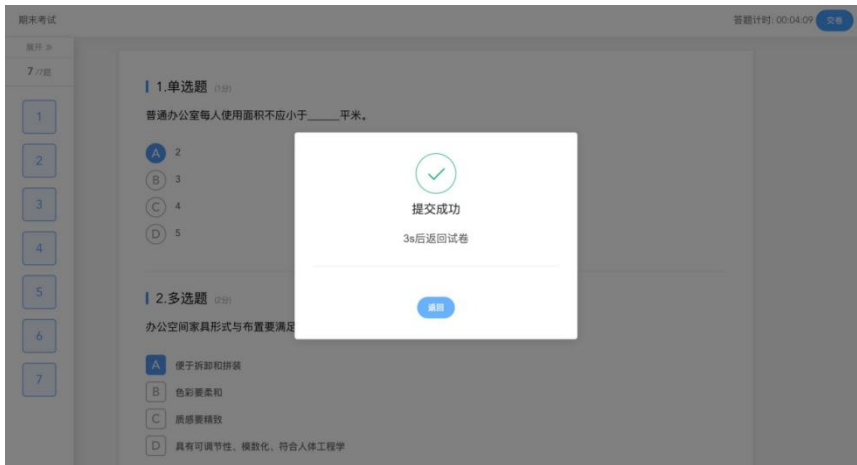 期末考试
答题计时: 00:04:09
交卷
展开 »
7 /7题
1
2
3
4
5
6
7
1.单选题 (1分)
普通办公室每人使用面积不应小于_____平米。
A 2
B 3
C 4
D 5
2.多选题 (2分)
办公空间家具形式与布置要满足
A 便于拆卸和拼装
B 色彩要柔和
C 质感要精致
D 具有可调节性、模数化、符合人体工程学
提交成功
3s后返回试卷
返回